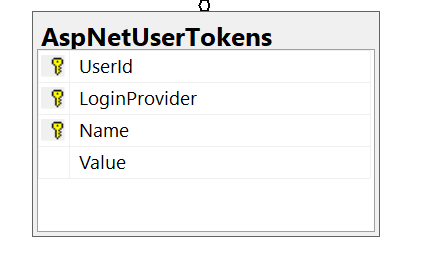 AspNetUserTokens
UserId
LoginProvider
Name
Value